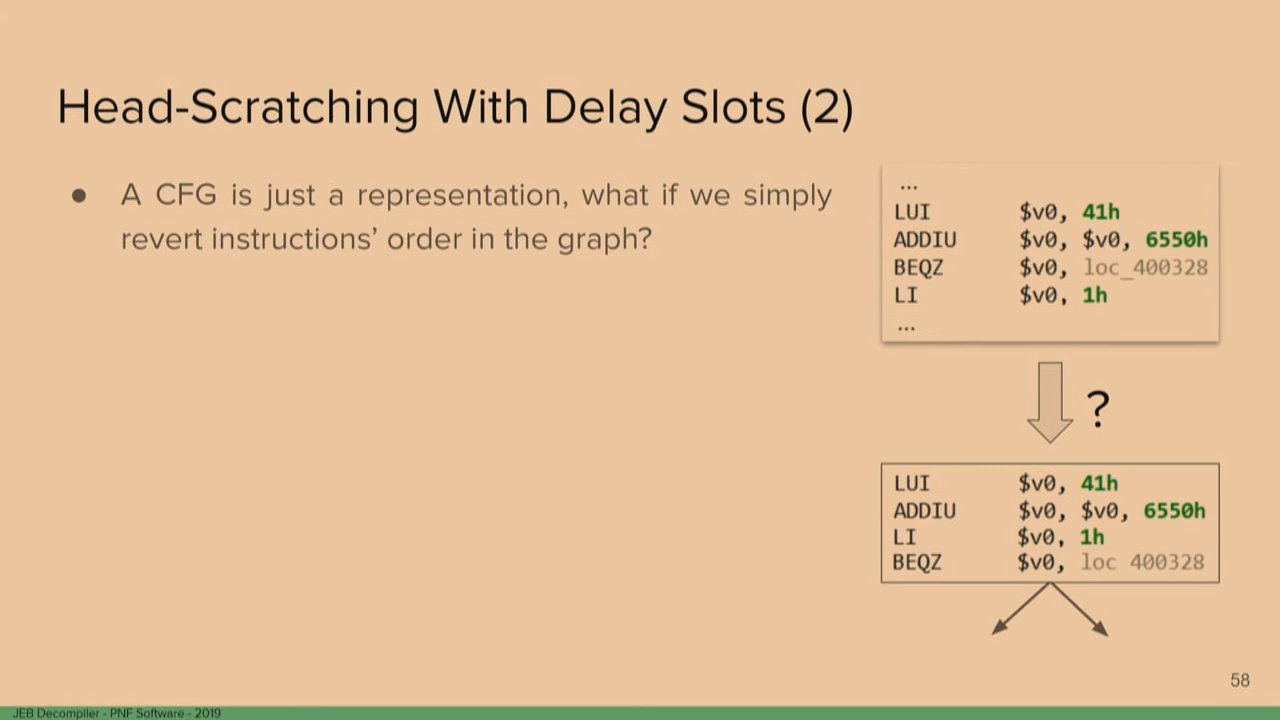 Head-Scratching With Delay Slots (2)
● A CFG is just a representation, what if we simply
revert instructions’ order in the graph?
...
LUI $v0, 41h
ADDIU $v0, $v0, 6550h
BEQZ $v0, loc_400328
LI $v0, 1h
...
?
LUI $v0, 41h
ADDIU $v0, $v0, 6550h
LI $v0, 1h
BEQZ $v0, loc 400328
58
JEB Decompiler - PNF Software - 2019